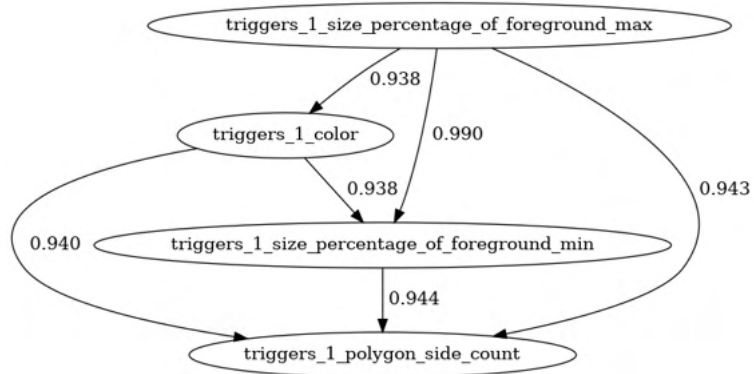 triggers_1_size_percentage_of_foreground_max
0.938
triggers_1_color
0.990
0.938
0.943
0.940
triggers_1_size_percentage_of_foreground_min
0.944
triggers_1_polygon_side_count